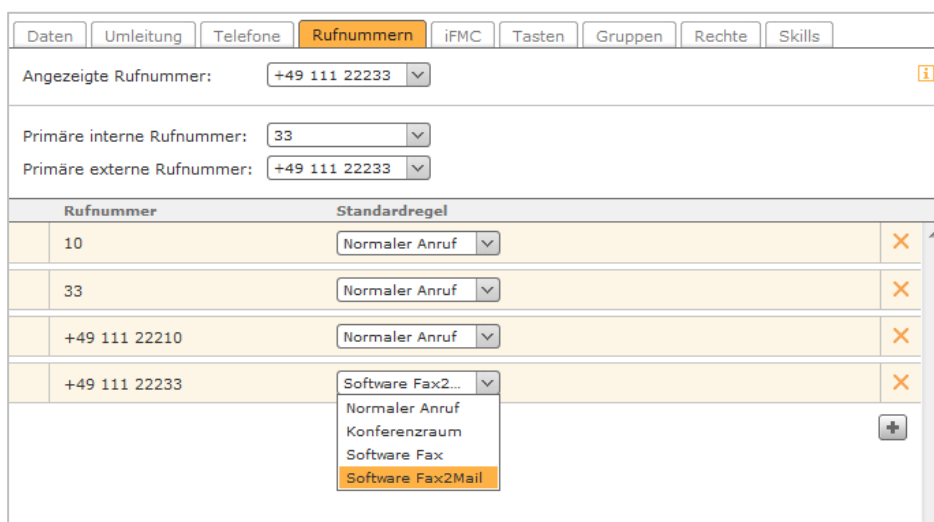 Daten Umleitung Telefone Rufnummern iFMC Tasten Gruppen Rechte Skills
Angezeigte Rufnummer: +49 111 22233
Primäre interne Rufnummer: 33
Primäre externe Rufnummer: +49 111 22233
Rufnummer Standardregel
10 Normaler Anruf
33 Normaler Anruf
+49 111 22210 Normaler Anruf
+49 111 22233 Software Fax2...
Normaler Anruf
Konferenzraum
Software Fax
Software Fax2Mail